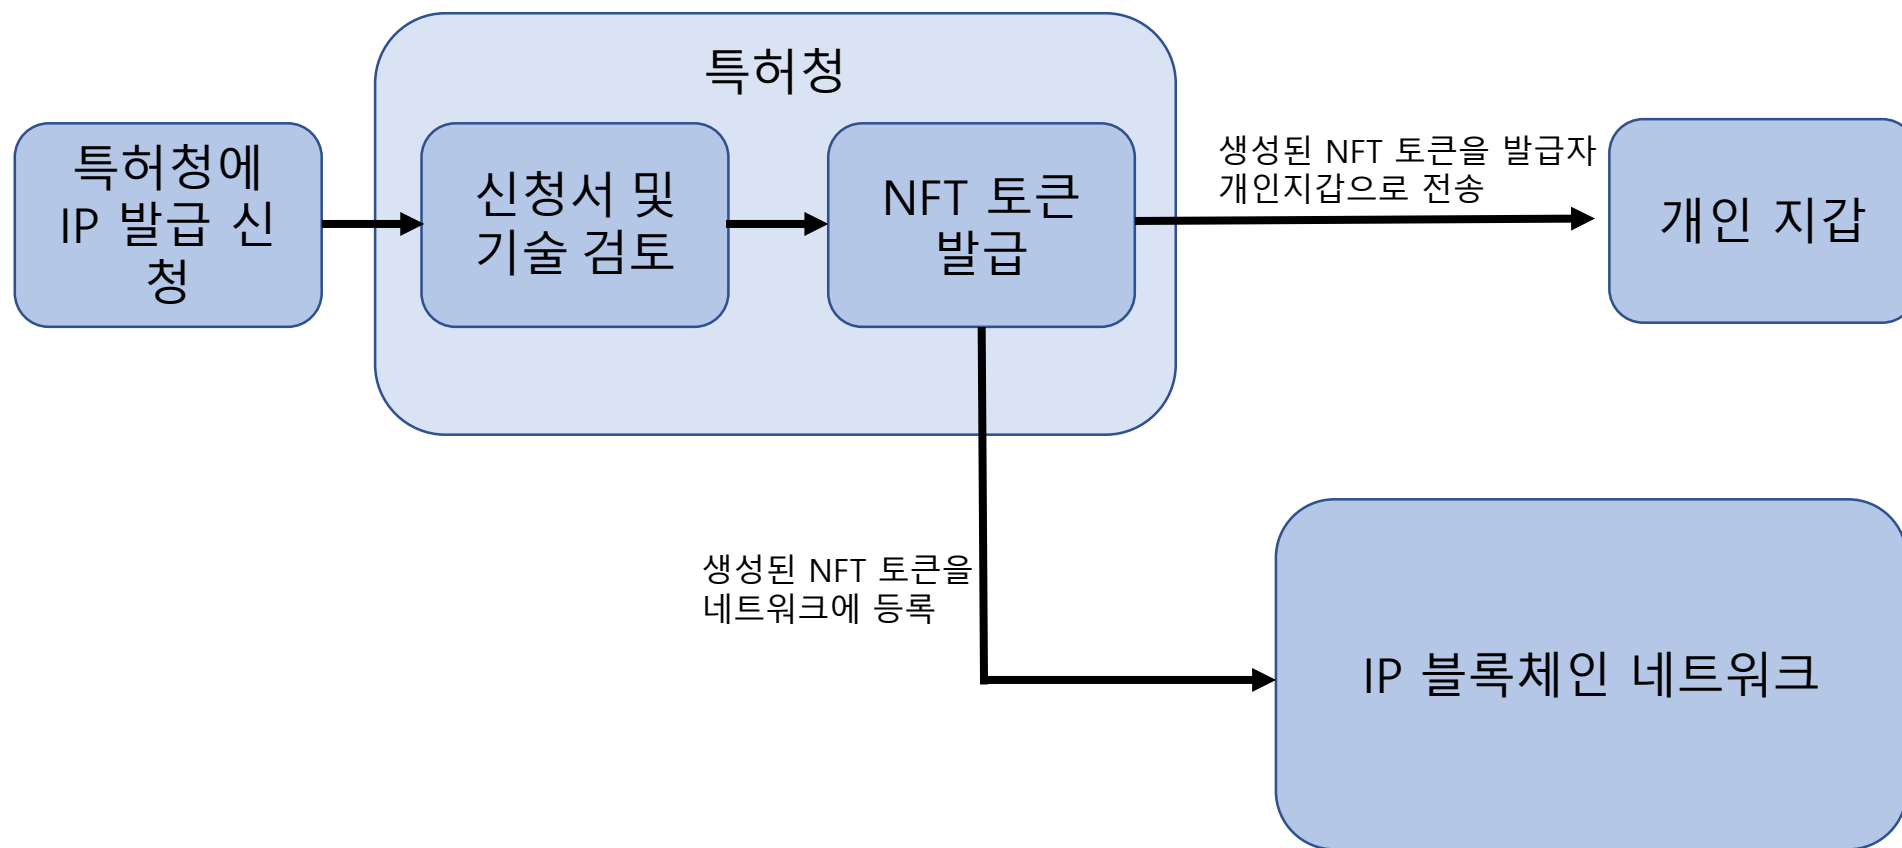 특허청
특허청에
IP 발급 신
청
신청서 및
기술 검토
NFT 토큰
발급
생성된 NFT 토큰을 발급자
개인지갑으로 전송
개인 지갑
생성된 NFT 토큰을
네트워크에 등록
IP 블록체인 네트워크